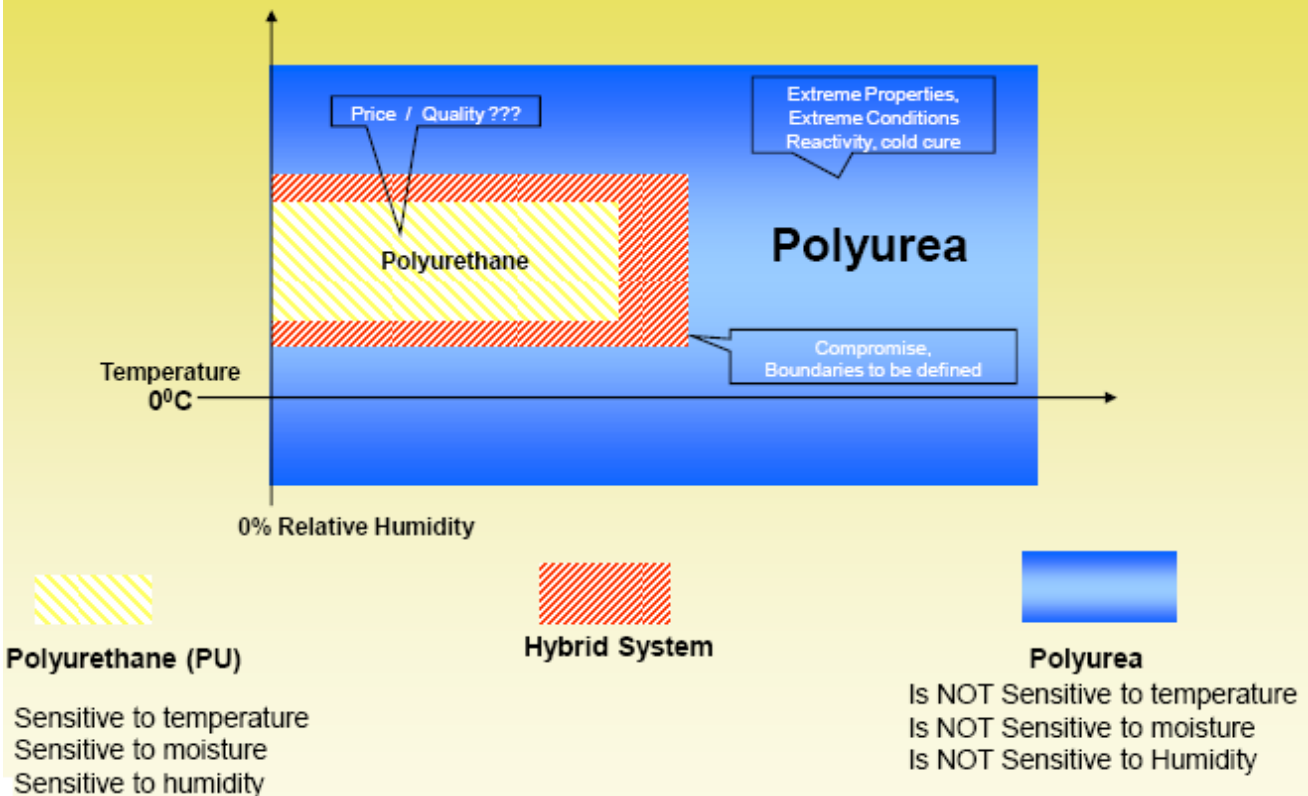 Price / Quality ???
Extreme Properties,
Extreme Conditions
Reactivity, cold cure
Polyurethane
Polyurea
Compromise,
Boundaries to be defined
Temperature
0⁰C
0% Relative Humidity
Polyurethane (PU)
Sensitive to temperature
Sensitive to moisture
Sensitive to humidity
Hybrid System
Polyurea
Is NOT Sensitive to temperature
Is NOT Sensitive to moisture
Is NOT Sensitive to Humidity